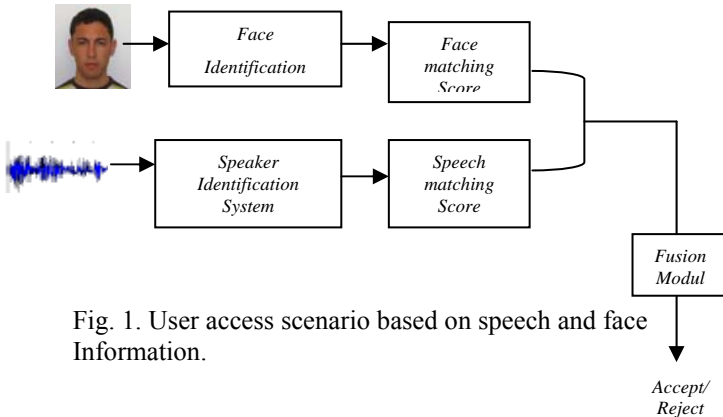 Face
Identification
Face
matching
Score
Speaker
Identification
System
Speech
matching
Score
Fusion
Modul
Fig. 1. User access scenario based on speech and face
Information.
Accept/
Reject